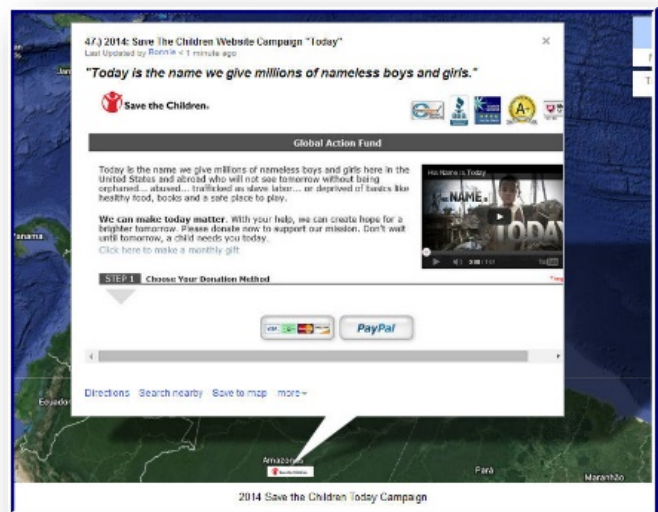 47.) 2014: Save The Children Website Campaign "Today"
Last Updated by Ronnie < 1 minute ago
"Today is the name we give millions of nameless boys and girls."
Save the Children.
A+
Global Action Fund
Today is the name we give millions of nameless boys and girls here in the
United States and abroad who will not see tomorrow without being
orphaned... abused... trafficked as slave labor... or deprived of basics like
healthy food, books and a safe place to play.
His Name is Today
NAME
TODAY
We can make today matter. With your help, we can create hope for a
brighter tomorrow. Please donate now to support our mission. Don't wait
until tomorrow, a child needs you today.
Click here to make a monthly gift
STEP 1 Choose Your Donation Method
VISA
PayPal
Directions Search nearby Save to map more
Panama
Ecuador
Amazonas
Save the Children.
Pará
Maranhão
2014 Save the Children Today Campaign